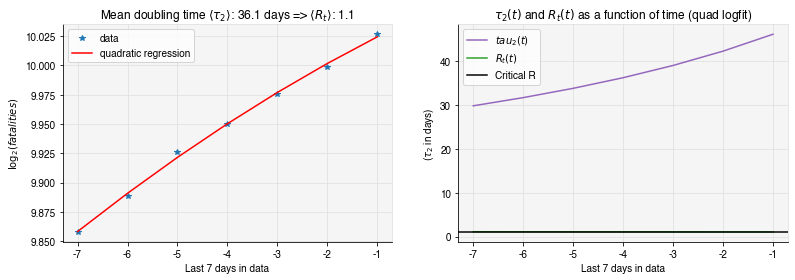 Mean doubling time ⟨τ₂⟩: 36.1 days => ⟨Rₜ⟩: 1.1
data
quadratic regression
log₂(fatalities)
10.025
10.000
9.975
9.950
9.925
9.900
9.875
9.850
-7 -6 -5 -4 -3 -2 -1
Last 7 days in data
τ₂(t) and Rₜ(t) as a function of time (quad logfit)
tau₂(t)
Rₜ(t)
Critical R
(τ₂ in days)
40
30
20
10
0
-7 -6 -5 -4 -3 -2 -1
Last 7 days in data